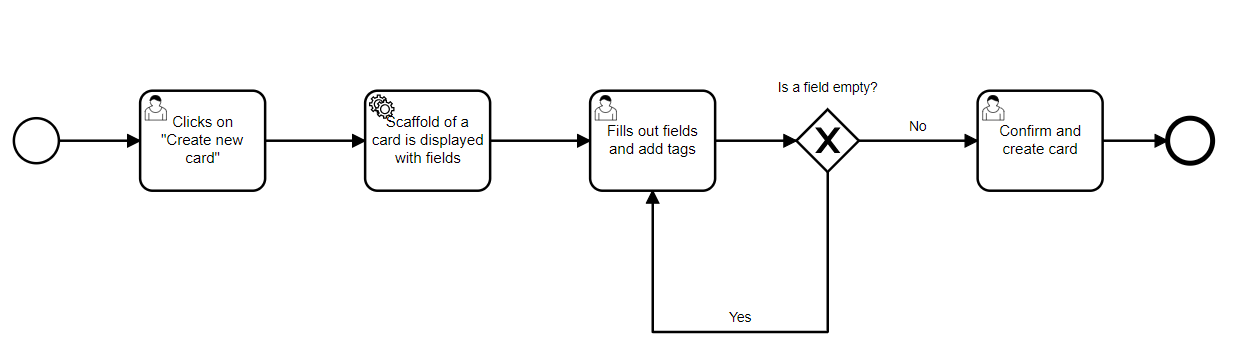 Is a field empty?
Clicks on
"Create new
card"
Scaffold of a
card is displayed
with fields
Fills out fields
and add tags
No
Confirm and
create card
Yes